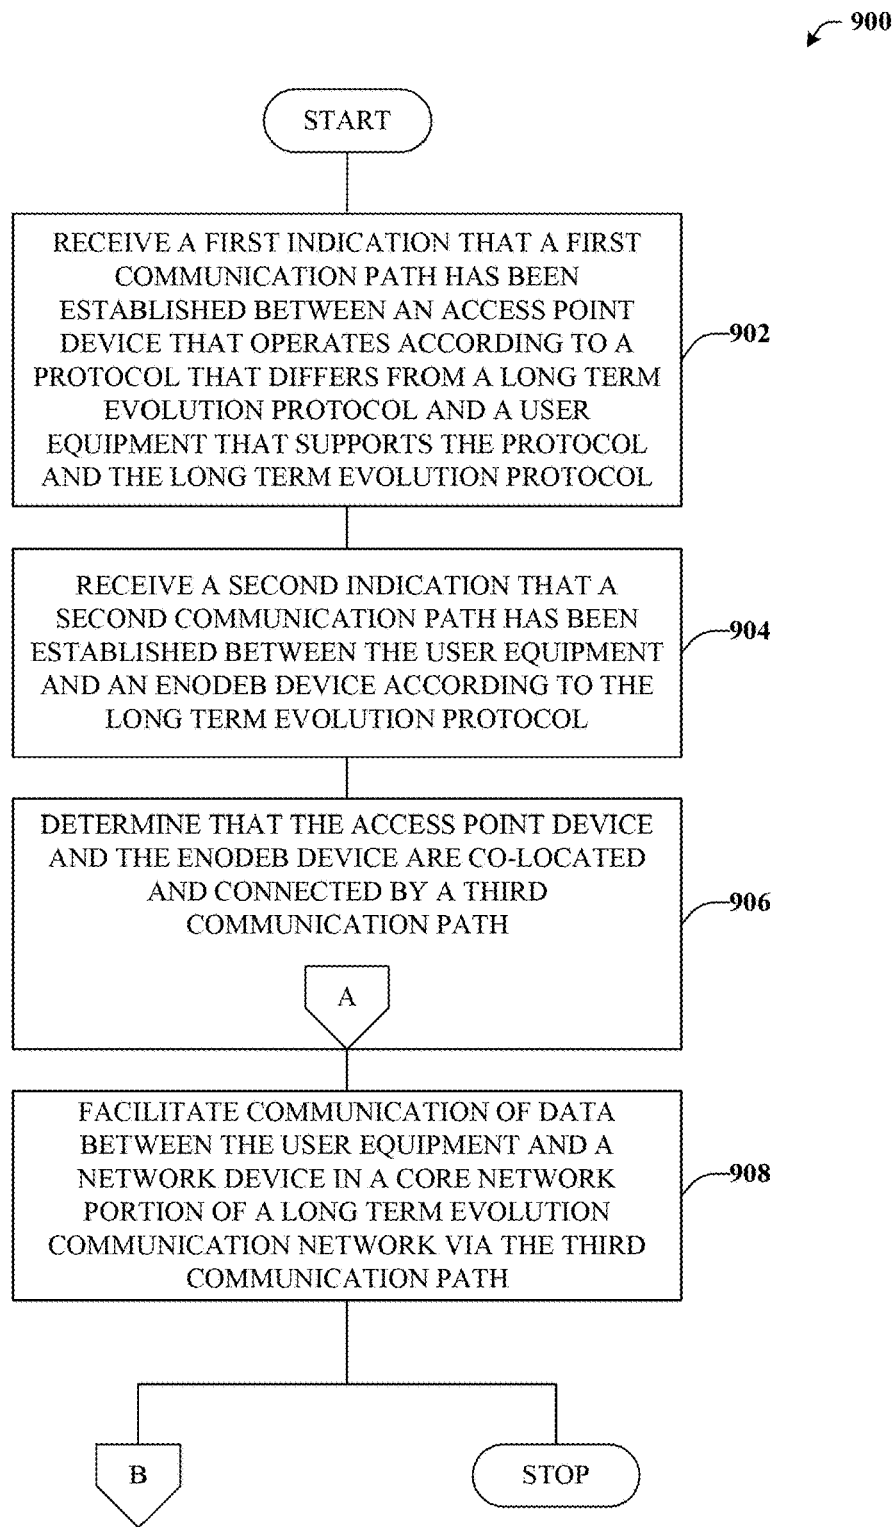 900
START
RECEIVE A FIRST INDICATION THAT A FIRST
COMMUNICATION PATH HAS BEEN
ESTABLISHED BETWEEN AN ACCESS POINT
DEVICE THAT OPERATES ACCORDING TO A
PROTOCOL THAT DIFFERS FROM A LONG TERM
EVOLUTION PROTOCOL AND A USER
EQUIPMENT THAT SUPPORTS THE PROTOCOL
AND THE LONG TERM EVOLUTION PROTOCOL
902
RECEIVE A SECOND INDICATION THAT A
SECOND COMMUNICATION PATH HAS BEEN
ESTABLISHED BETWEEN THE USER EQUIPMENT
AND AN ENODEB DEVICE ACCORDING TO THE
LONG TERM EVOLUTION PROTOCOL
904
DETERMINE THAT THE ACCESS POINT DEVICE
AND THE ENODEB DEVICE ARE CO-LOCATED
AND CONNECTED BY A THIRD
COMMUNICATION PATH
906
A
FACILITATE COMMUNICATION OF DATA
BETWEEN THE USER EQUIPMENT AND A
NETWORK DEVICE IN A CORE NETWORK
PORTION OF A LONG TERM EVOLUTION
COMMUNICATION NETWORK VIA THE THIRD
COMMUNICATION PATH
908
B
STOP